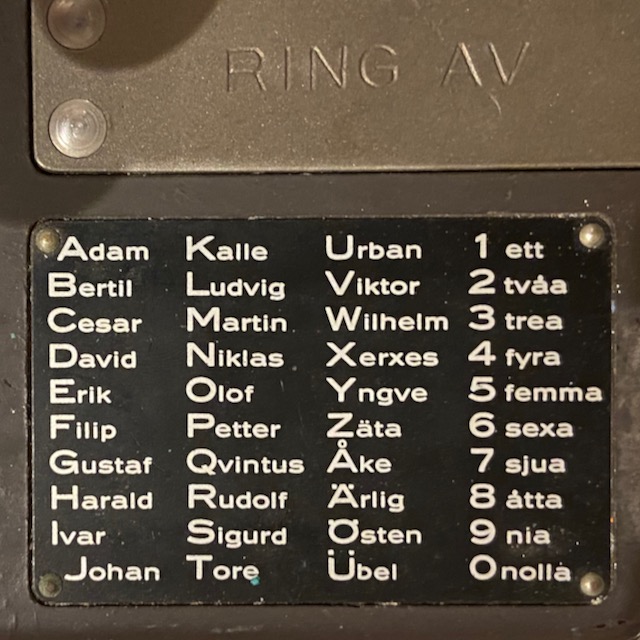 RING AV
Adam Kalle Urban 1 ett
Bertil Ludvig Viktor 2 tvåa
Cesar Martin Wilhelm 3 trea
David Niklas Xerxes 4 fyra
Erik Olof Yngve 5 femma
Filip Petter Zäta 6 sexa
Gustaf Qvintus Åke 7 sjua
Harald Rudolf Ärlig 8 åtta
Ivar Sigurd Östen 9 nia
Johan Tore Übel 0 nolla